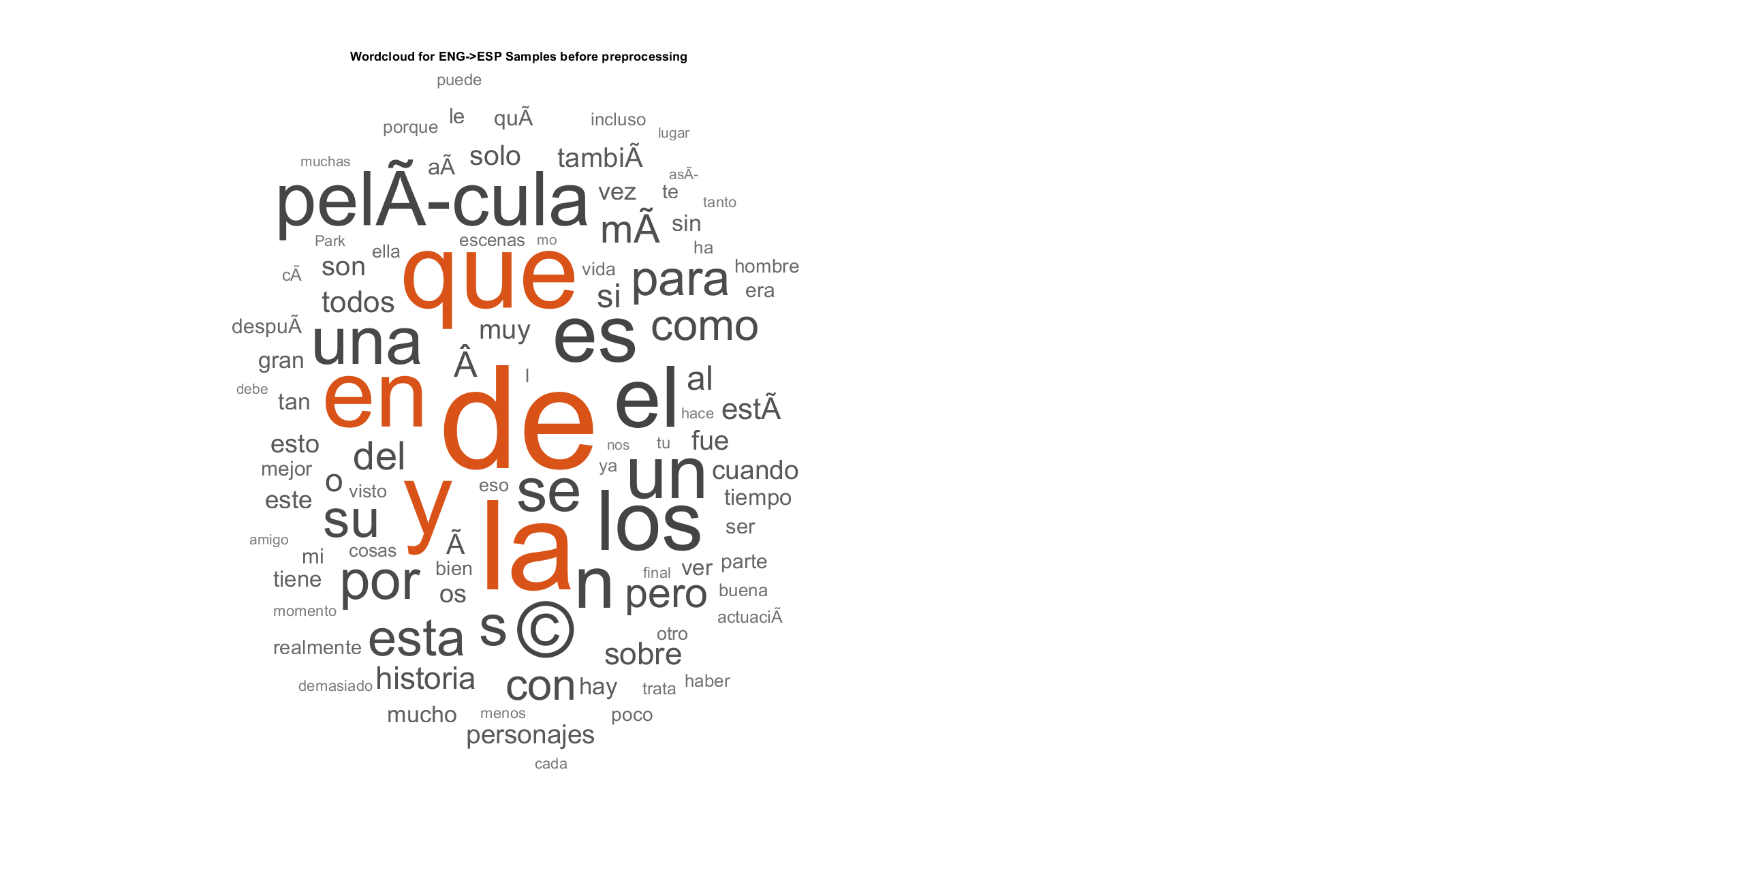 Wordcloud for ENG->ESP Samples before preprocessing
puede
porque le quÃ incluso lugar
muchas aÃ solo tambiÃ
pelÃ-cula vez te asÃ- tanto
mÃ sin
Park ella escenas mo ha
cÃ son que vida para hombre
todos si era
despuÃ una muy es como
gran Â
debe tan en de l el al
hace estÃ
esto del nos tu fue
mejor o visto y eso se ya un cuando
este su los tiempo
ser
amigo mi cosas Ã la
tiene por bien n final ver parte
os pero buena
momento actuaciÃ
realmente esta s © otro
sobre
demasiado historia con hay trata haber
mucho menos poco
personajes
cada